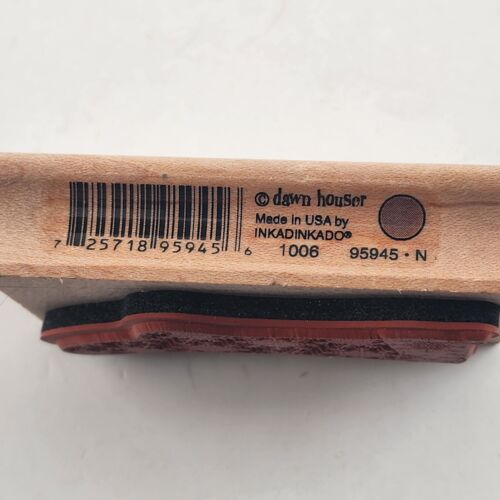 © dawn houser
Made in USA by
INKADINKADO®
1006 95945 · N
7 25718 95945 6